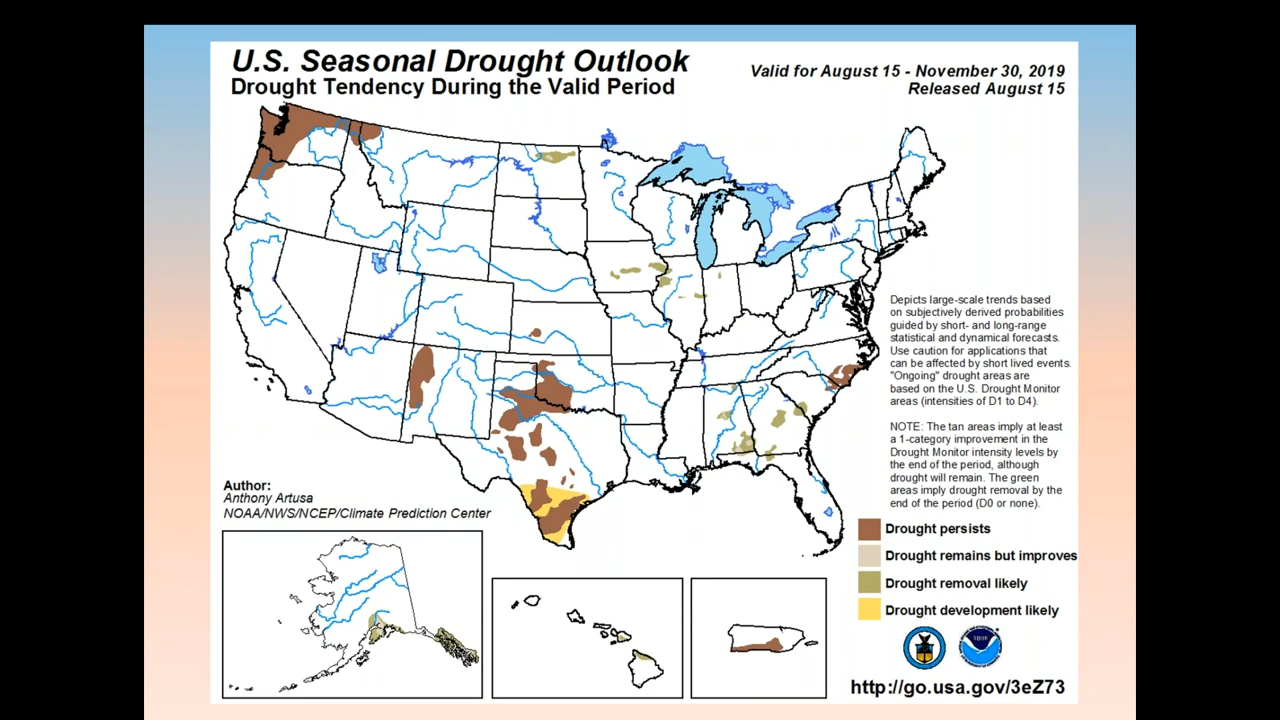 U.S. Seasonal Drought Outlook
Drought Tendency During the Valid Period
Valid for August 15 - November 30, 2019
Released August 15
Depicts large-scale trends based
on subjectively derived probabilities
guided by short- and long-range
statistical and dynamical forecasts.
Use caution for applications that
can be affected by short lived events.
"Ongoing" drought areas are
based on the U.S. Drought Monitor
areas (intensities of D1 to D4).
NOTE: The tan areas imply at least
a 1-category improvement in the
Drought Monitor intensity levels by
the end of the period, although
drought will remain. The green
areas imply drought removal by the
end of the period (D0 or none).
Author:
Anthony Artusa
NOAA/NWS/NCEP/Climate Prediction Center
Drought persists
Drought remains but improves
Drought removal likely
Drought development likely
http://go.usa.gov/3eZ73